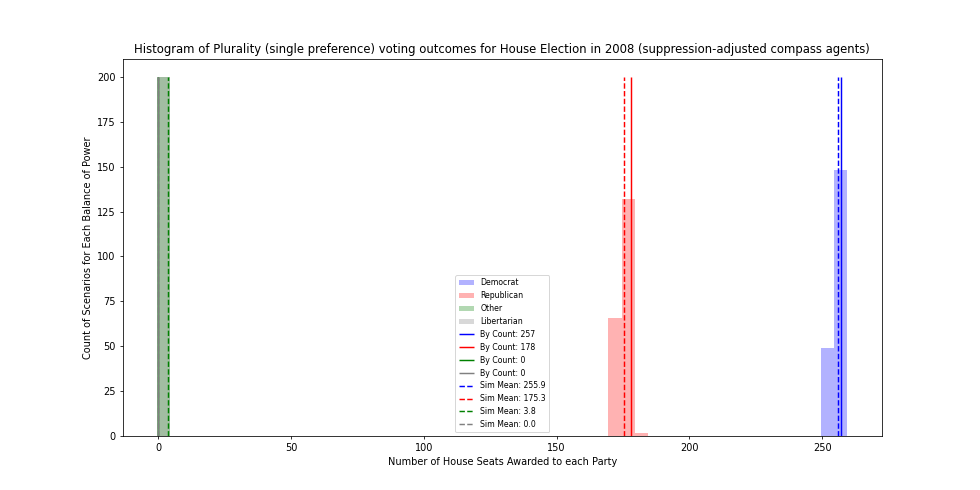 Histogram of Plurality (single preference) voting outcomes for House Election in 2008 (suppression-adjusted compass agents)
Count of Scenarios for Each Balance of Power
200
175
150
125
100
75
50
25
0
Democrat
Republican
Other
Libertarian
By Count: 257
By Count: 178
By Count: 0
By Count: 0
Sim Mean: 255.9
Sim Mean: 175.3
Sim Mean: 3.8
Sim Mean: 0.0
0 50 100 150 200 250
Number of House Seats Awarded to each Party